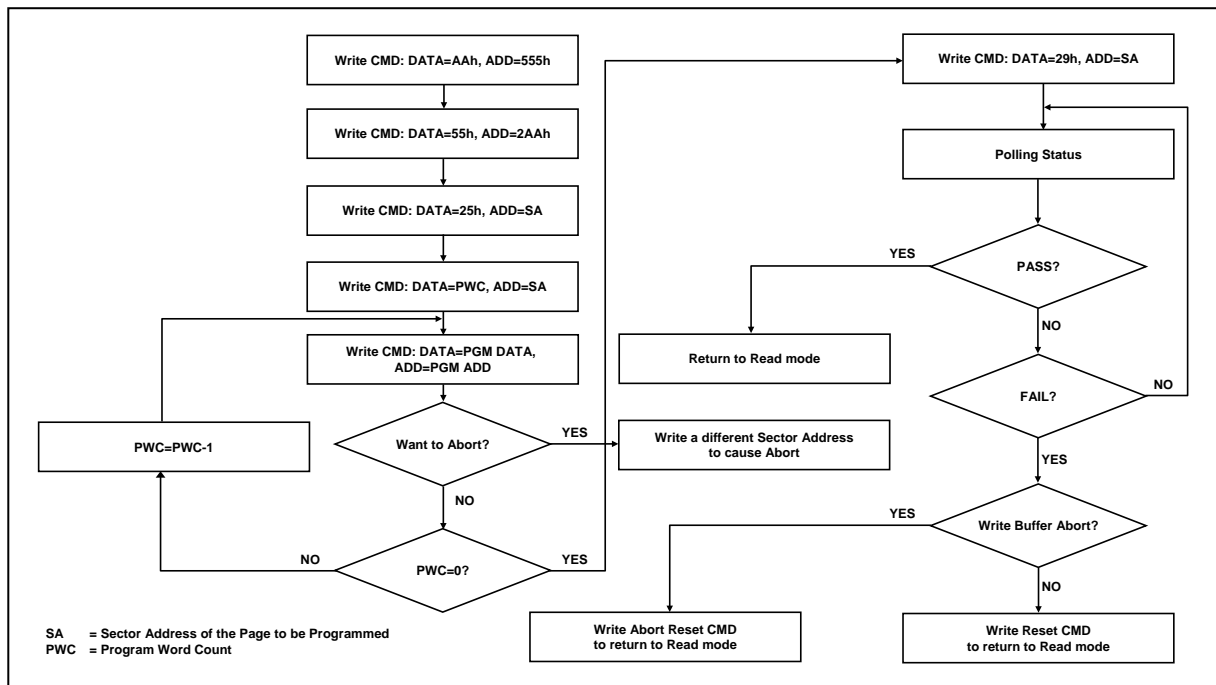 Write CMD: DATA=AAh, ADD=555h
Write CMD: DATA=55h, ADD=2AAh
Write CMD: DATA=25h, ADD=SA
Write CMD: DATA=PWC, ADD=SA
Write CMD: DATA=PGM DATA,
ADD=PGM ADD
Want to Abort?
YES
Write a different Sector Address
to cause Abort
NO
PWC=0?
NO
PWC=PWC-1
YES
Write CMD: DATA=29h, ADD=SA
Polling Status
PASS?
YES
Return to Read mode
NO
FAIL?
NO
YES
Write Buffer Abort?
YES
Write Abort Reset CMD
to return to Read mode
NO
Write Reset CMD
to return to Read mode
SA = Sector Address of the Page to be Programmed
PWC = Program Word Count